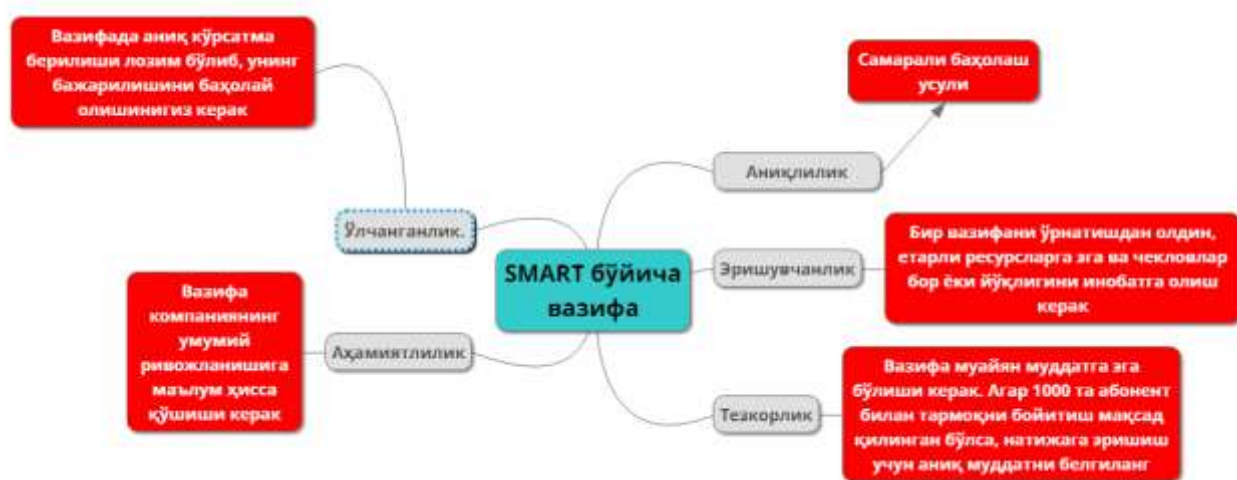 Вазифада аниқ кўрсатма
берилиши лозим бўлиб, унинг
бажарилишини баҳолай
олишинигиз керак
Ўлчанганлик.
Вазифа
компаниянинг
умумий
ривожланишига
маълум ҳисса
қўшиши керак
Аҳамиятлилик
SMART бўйича
вазифа
Самарали баҳолаш
усули
Аниқлилик
Эришувчанлик
Бир вазифани ўрнатишдан олдин,
етарли ресурсларга эга ва чекловлар
бор ёки йўқлигини инобатга олиш
керак
Тезкорлик
Вазифа муайян муддатга эга
бўлиши керак. Агар 1000 та абонент
билан тармоқни бойитиш мақсад
қилинган бўлса, натижага эришиш
учун аниқ муддатни белгиланг